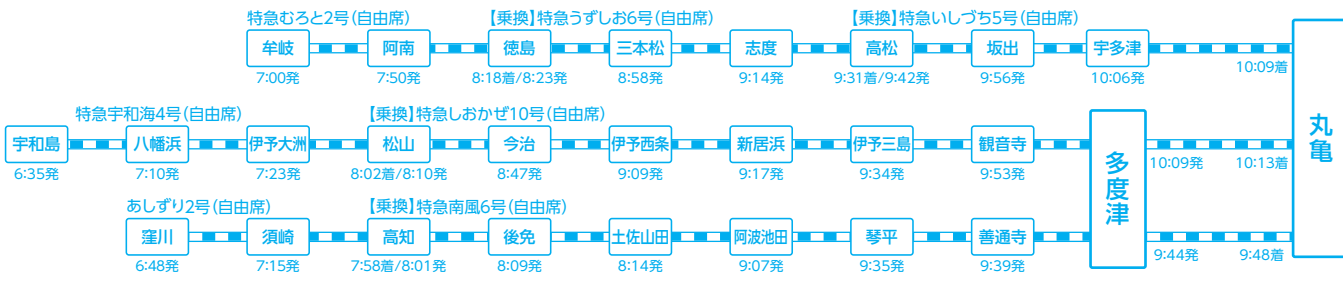 特急むろと2号(自由席) 【乗換】特急うずしお6号(自由席) 【乗換】特急いしづち5号(自由席)
牟岐 阿南 徳島 三本松 志度 高松 坂出 宇多津
7:00発 7:50発 8:18着/8:23発 8:58発 9:14発 9:31着/9:42発 9:56発 10:06発 10:09着
特急宇和海4号(自由席) 【乗換】特急しおかぜ10号(自由席)
宇和島 八幡浜 伊予大洲 松山 今治 伊予西条 新居浜 伊予三島 観音寺
6:35発 7:10発 7:23発 8:02着/8:10発 8:47発 9:09発 9:17発 9:34発 9:53発 10:09発 10:13着
多度津
丸亀
あしずり2号(自由席) 【乗換】特急南風6号(自由席)
窪川 須崎 高知 後免 土佐山田 阿波池田 琴平 善通寺
6:48発 7:15発 7:58着/8:01発 8:09発 8:14発 9:07発 9:35発 9:39発 9:44発 9:48着